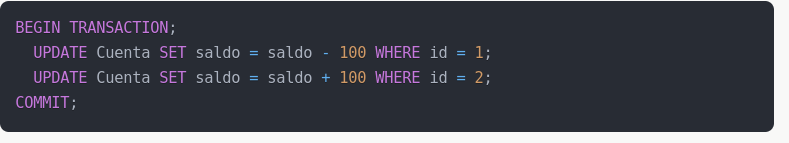 BEGIN TRANSACTION;
  UPDATE Cuenta SET saldo = saldo - 100 WHERE id = 1;
  UPDATE Cuenta SET saldo = saldo + 100 WHERE id = 2;
COMMIT;